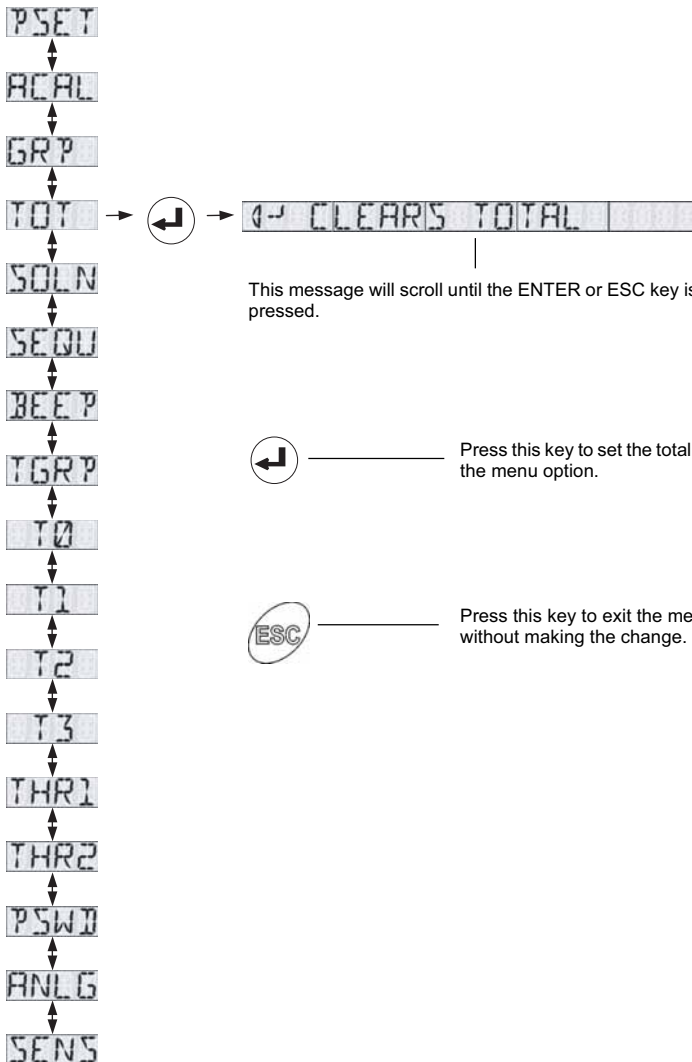 PSET
ACAL
GRP
TOT
↵ CLEARS TOTAL
This message will scroll until the ENTER or ESC key is
pressed.
SOLN
SEQU
BEEP
TGRP
Press this key to set the total
the menu option.
T0
T1
ESC
Press this key to exit the
without making the change.
T2
T3
THR1
THR2
PSWD
ANLG
SENS